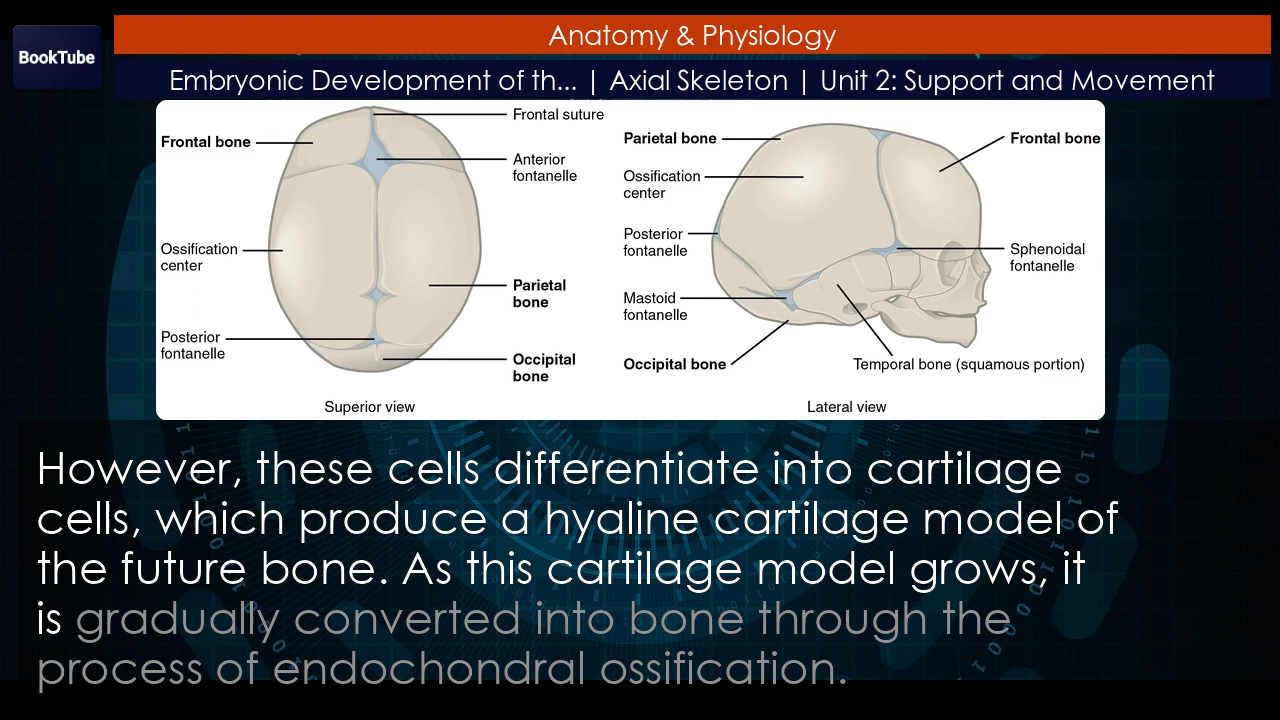 BookTube
Anatomy & Physiology
Embryonic Development of th... | Axial Skeleton | Unit 2: Support and Movement
Frontal bone
Frontal suture
Anterior
fontanelle
Ossification
center
Parietal
bone
Posterior
fontanelle
Occipital
bone
Superior view
Parietal bone
Frontal bone
Ossification
center
Posterior
fontanelle
Sphenoidal
fontanelle
Mastoid
fontanelle
Occipital bone
Temporal bone (squamous portion)
Lateral view
However, these cells differentiate into cartilage
cells, which produce a hyaline cartilage model of
the future bone. As this cartilage model grows, it
is gradually converted into bone through the
process of endochondral ossification.